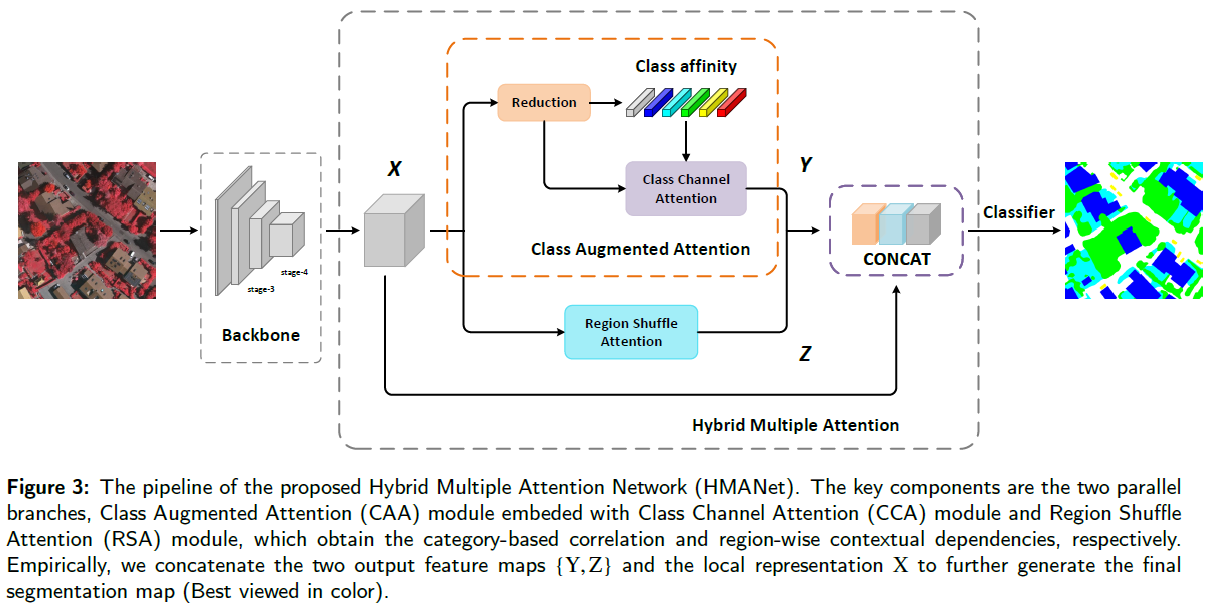 Class affinity
Reduction
X
Y
Class Channel
Attention
Classifier
CONCAT
Class Augmented Attention
stage-4
stage-3
Backbone
Region Shuffle
Attention
Z
Hybrid Multiple Attention
Figure 3: The pipeline of the proposed Hybrid Multiple Attention Network (HMANet). The key components are the two parallel
branches, Class Augmented Attention (CAA) module embeded with Class Channel Attention (CCA) module and Region Shuffle
Attention (RSA) module, which obtain the category-based correlation and region-wise contextual dependencies, respectively.
Empirically, we concatenate the two output feature maps {Y, Z} and the local representation X to further generate the final
segmentation map (Best viewed in color).